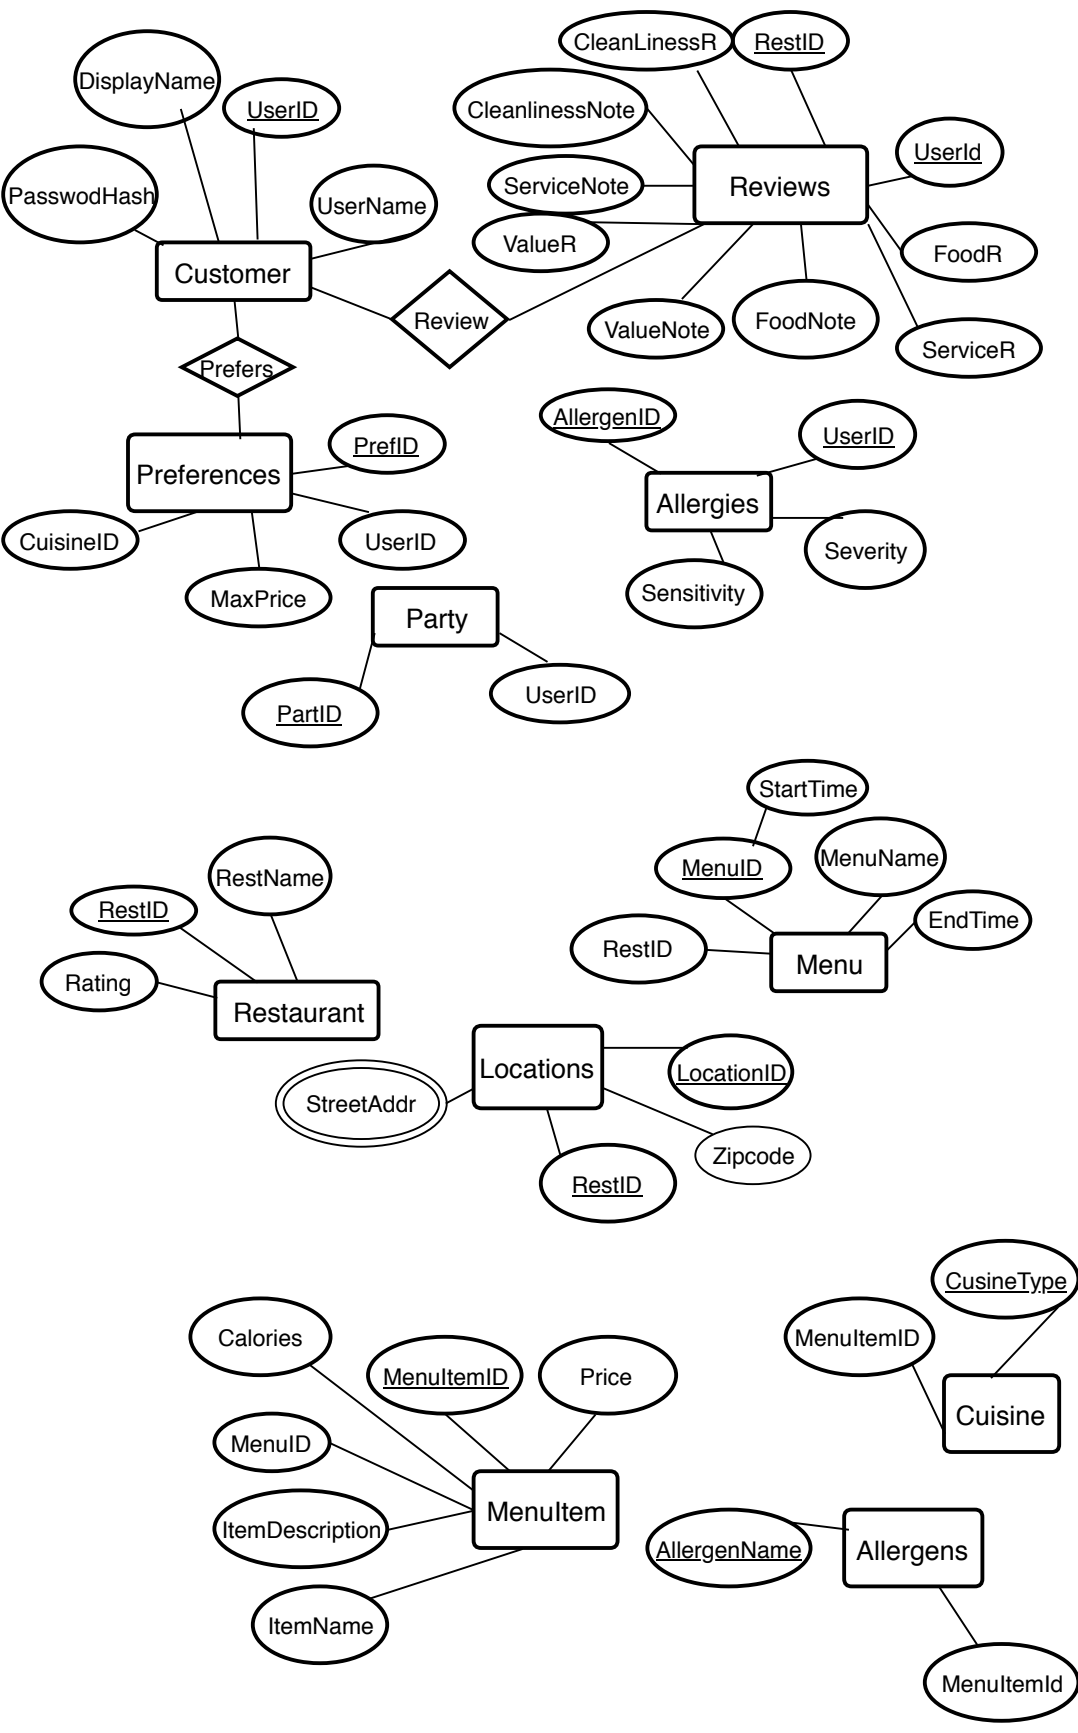 CleanLinessR
RestID
DisplayName
UserID
CleanlinessNote
UserId
PasswodHash
UserName
ServiceNote
Reviews
ValueR
FoodR
Customer
Review
ValueNote
FoodNote
ServiceR
Prefers
AllergenID
UserID
PrefID
Preferences
Allergies
CuisineID
UserID
Severity
MaxPrice
Sensitivity
Party
PartID
UserID
StartTime
RestName
MenuID
MenuName
RestID
EndTime
Rating
RestID
Menu
Restaurant
Locations
LocationID
StreetAddr
Zipcode
RestID
CusineType
Calories
MenuItemID
MenuItemID
Price
Cuisine
MenuID
MenuItem
ItemDescription
AllergenName
Allergens
ItemName
MenuItemId